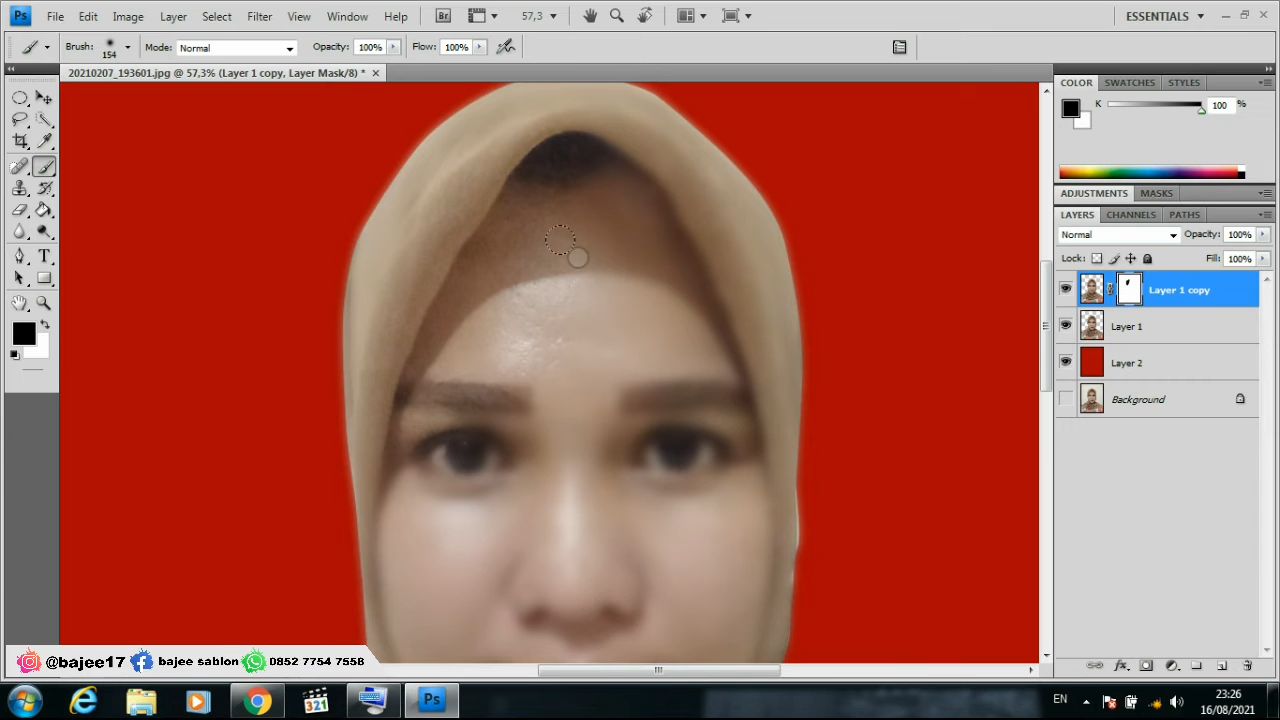 Ps File Edit Image Layer Select Filter View Window Help Br 57,3 ESSENTIALS
Brush: 154 Mode: Normal Opacity: 100% Flow: 100%
20210207_193601.jpg @ 57,3% (Layer 1 copy, Layer Mask/8) * ×
COLOR SWATCHES STYLES
K 100 %
ADJUSTMENTS MASKS
LAYERS CHANNELS PATHS
Normal Opacity: 100%
Lock: Fill: 100%
Layer 1 copy
Layer 1
Layer 2
Background
T
@bajee17 bajee sablon 0852 7754 7558
321 Ps EN 23:26
16/08/2021